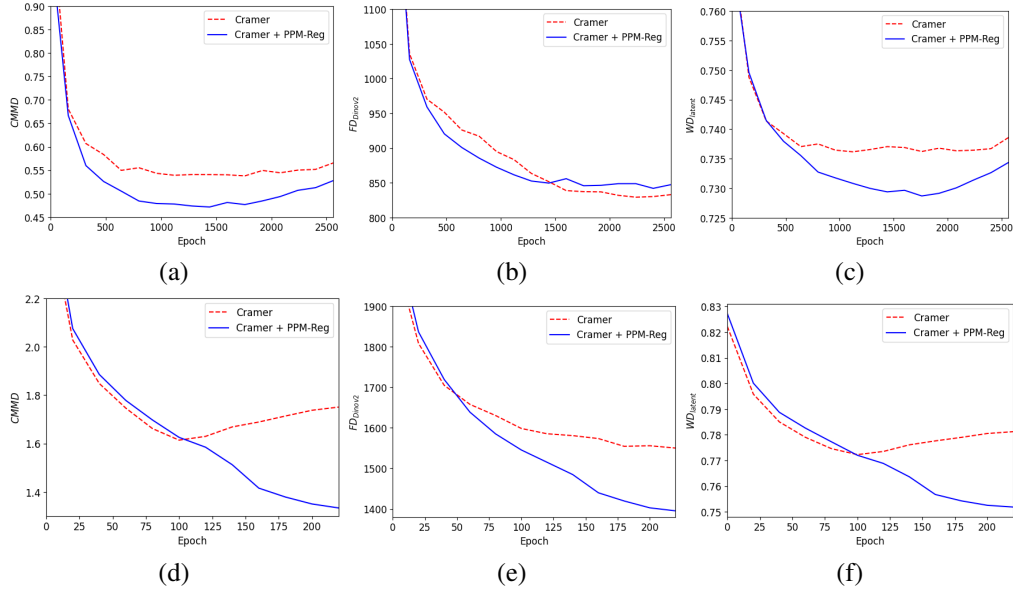 0.90
0.85
0.80
0.75
0.70
0.65
0.60
0.55
0.50
0.45
CMMD
0 500 1000 1500 2000 2500
Epoch
Cramer
Cramer + PPM-Reg
(a)
1100
1050
1000
950
900
850
800
FD_Dinov2
0 500 1000 1500 2000 2500
Epoch
Cramer
Cramer + PPM-Reg
(b)
0.760
0.755
0.750
0.745
0.740
0.735
0.730
0.725
WD_latent
0 500 1000 1500 2000 2500
Epoch
Cramer
Cramer + PPM-Reg
(c)
2.2
2.0
1.8
1.6
1.4
CMMD
0 25 50 75 100 125 150 175 200
Epoch
Cramer
Cramer + PPM-Reg
(d)
1900
1800
1700
1600
1500
1400
FD_Dinov2
0 25 50 75 100 125 150 175 200
Epoch
Cramer
Cramer + PPM-Reg
(e)
0.83
0.82
0.81
0.80
0.79
0.78
0.77
0.76
0.75
WD_latent
0 25 50 75 100 125 150 175 200
Epoch
Cramer
Cramer + PPM-Reg
(f)